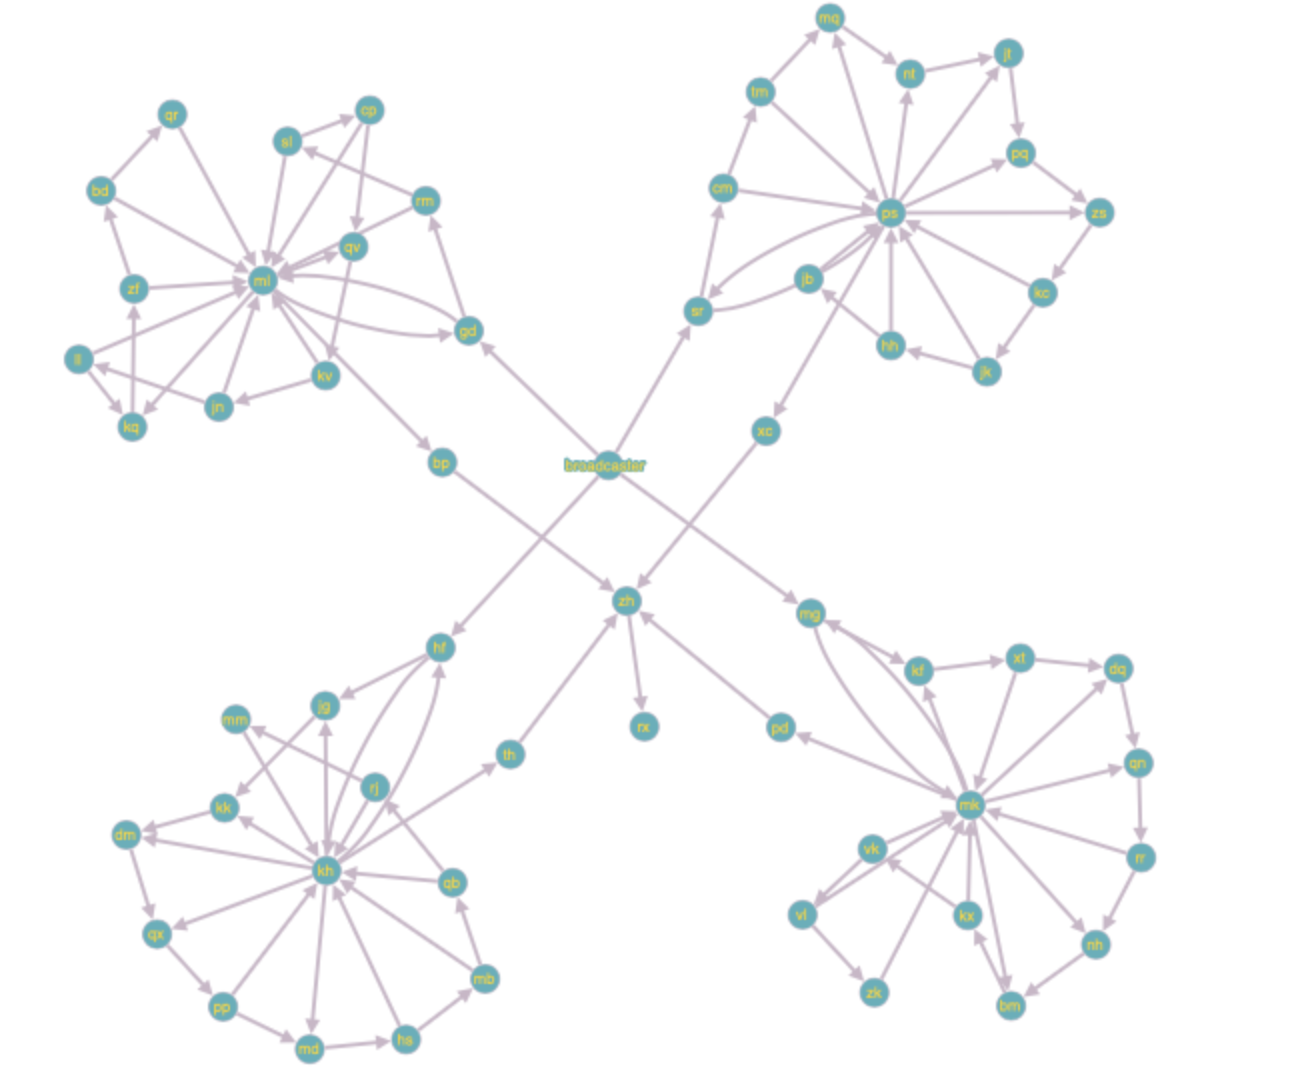 mq
jt
nt
tm
cp
qr
sl
pq
cm
bd
rm
ps
zs
qv
jb
ml
zf
kc
sr
gd
hh
ll
jk
kv
jn
kq
xc
bp
broadcaster
zh
mg
hf
xt
dq
kf
jg
mm
rx
pd
th
qn
rj
mk
kk
dm
vk
rr
kh
qb
vl
kx
qx
nh
mb
zk
pp
bm
hs
md